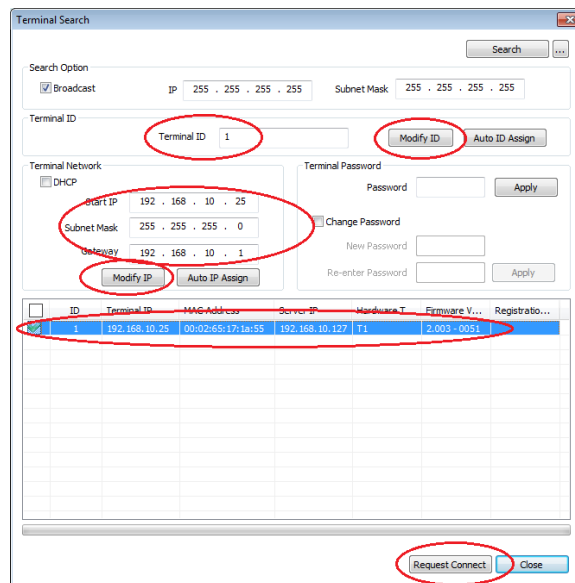 Terminal Search
Search ...
Search Option
Broadcast IP 255 . 255 . 255 . 255 Subnet Mask 255 . 255 . 255 . 255
Terminal ID
Terminal ID 1 Modify ID Auto ID Assign
Terminal Network Terminal Password
DHCP Password Apply
Start IP 192 . 168 . 10 . 25
Subnet Mask 255 . 255 . 255 . 0 Change Password
Gateway 192 . 168 . 10 . 1 New Password
Modify IP Auto IP Assign Re-enter Password Apply
ID Terminal IP MAC Address Server IP Hardware T Firmware V... Registratio...
1 192.168.10.25 00:02:65:17:1a:55 192.168.10.127 T1 2.003 - 0051
Request Connect Close